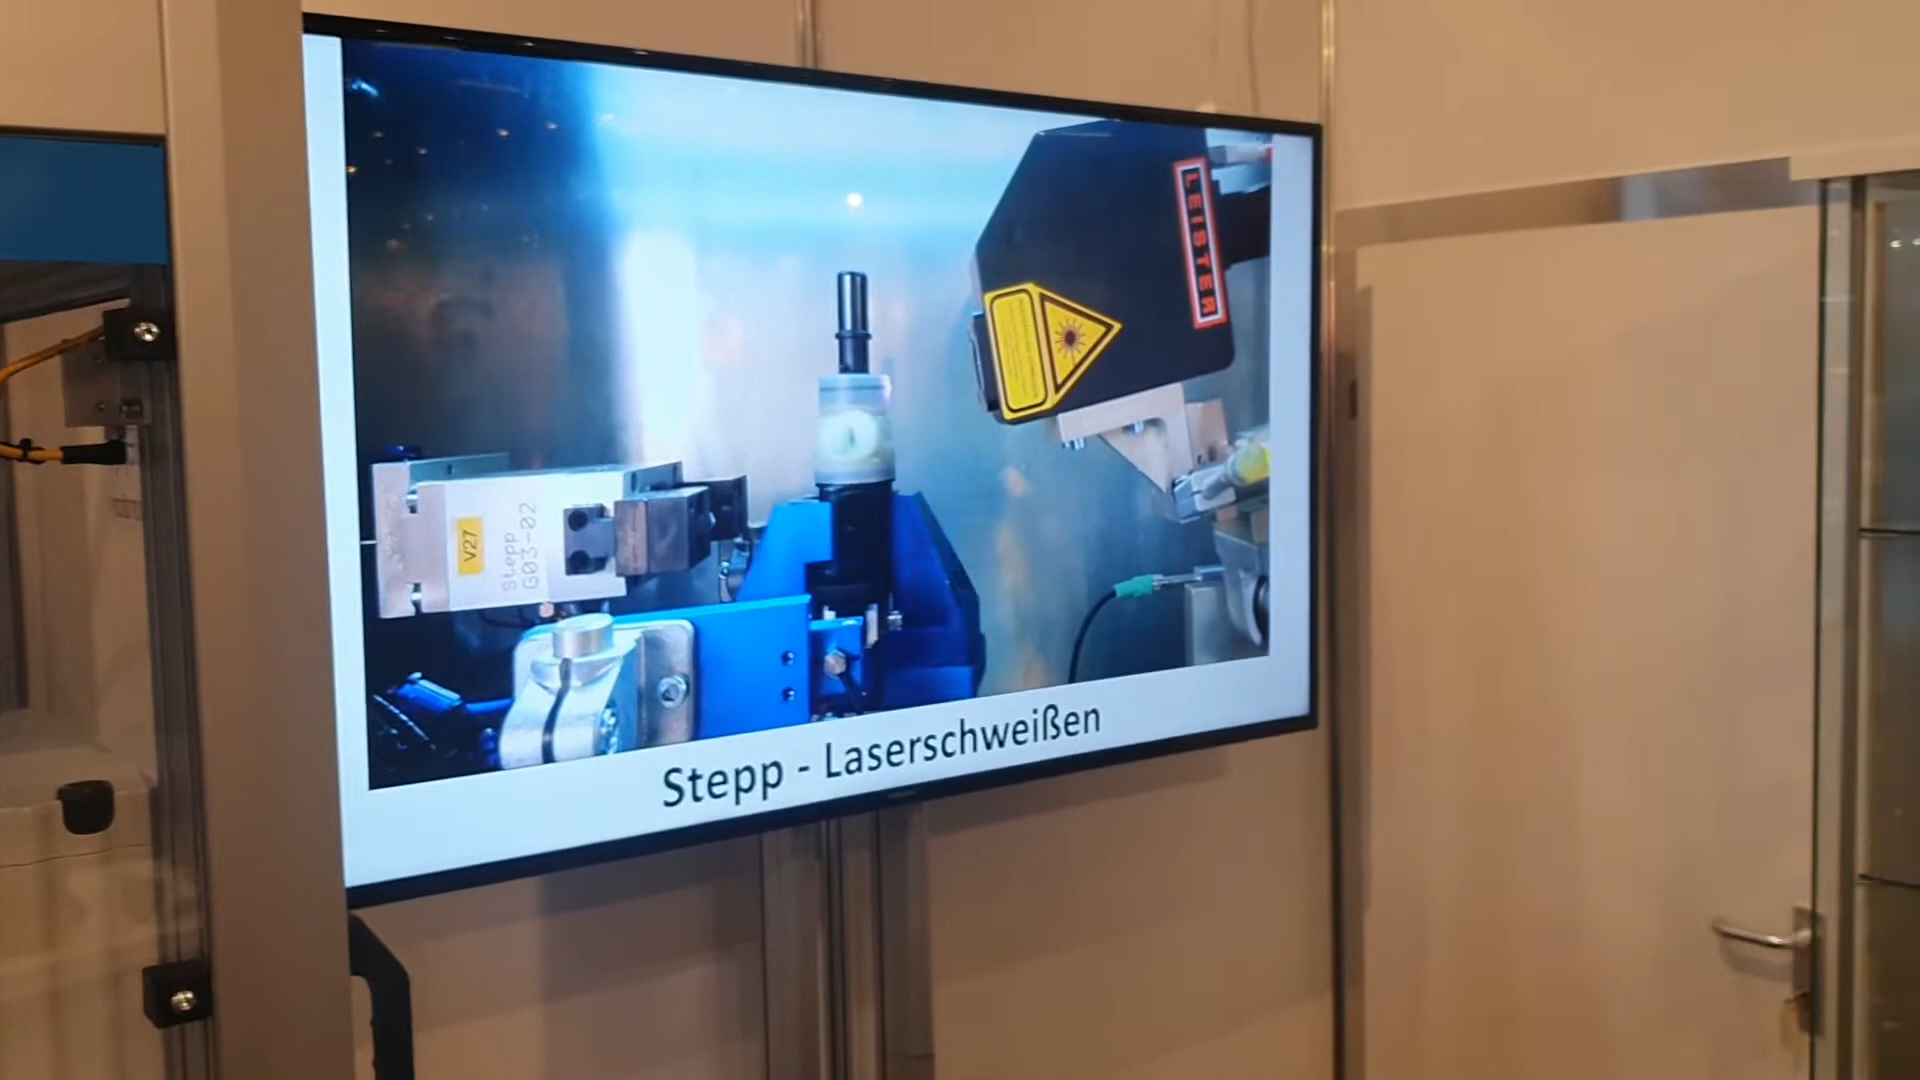 LEISTER
V27
Stepp
G03-02
Stepp - Laserschweißen